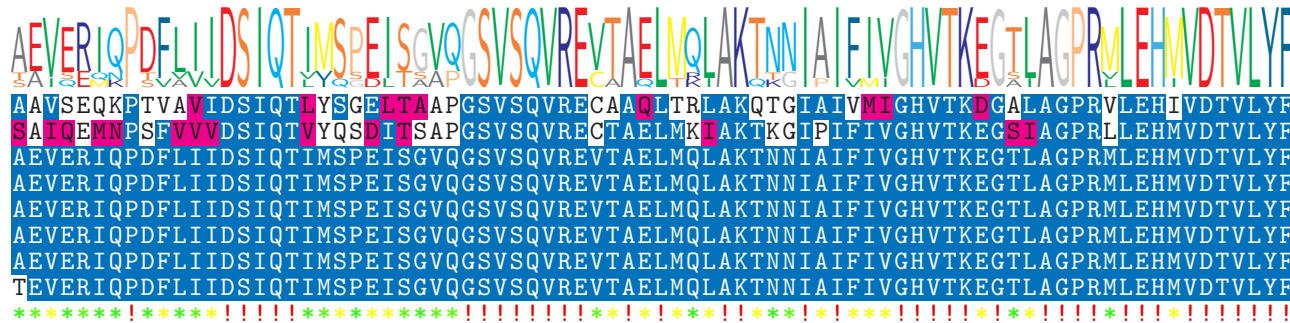 AEVERIQPDFLIIDSIQTIMSPEISGVQGSVSQVREVTAELMQLAKTNNIAIFIVGHVTKEGTLAGPRMLEHMVDTVLYF
AAVSEQKPTVAVIDSIQTLYSGELTAAPGSVSQVRECAAQLTRLAKQTGIAIVMIGHVTKDGALAGPRVLEHIVDTVLYF
SAIQEMNPSFVVVDSIQTVYQSDITSAPGSVSQVRECTAELMKIAKTKGIPIFIVGHVTKEGSIAGPRLLEHMVDTVLYF
AEVERIQPDFLIIDSIQTIMSPEISGVQGSVSQVREVTAELMQLAKTNNIAIFIVGHVTKEGTLAGPRMLEHMVDTVLYF
AEVERIQPDFLIIDSIQTIMSPEISGVQGSVSQVREVTAELMQLAKTNNIAIFIVGHVTKEGTLAGPRMLEHMVDTVLYF
AEVERIQPDFLIIDSIQTIMSPEISGVQGSVSQVREVTAELMQLAKTNNIAIFIVGHVTKEGTLAGPRMLEHMVDTVLYF
AEVERIQPDFLIIDSIQTIMSPEISGVQGSVSQVREVTAELMQLAKTNNIAIFIVGHVTKEGTLAGPRMLEHMVDTVLYF
AEVERIQPDFLIIDSIQTIMSPEISGVQGSVSQVREVTAELMQLAKTNNIAIFIVGHVTKEGTLAGPRMLEHMVDTVLYF
TEVERIQPDFLIIDSIQTIMSPEISGVQGSVSQVREVTAELMQLAKTNNIAIFIVGHVTKEGTLAGPRMLEHMVDTVLYF
*******!*****!!!!!**********!!!!!!!!**!*!***!!***!*!***!!!!!*!**!!!!*!!!*!!!!!!!